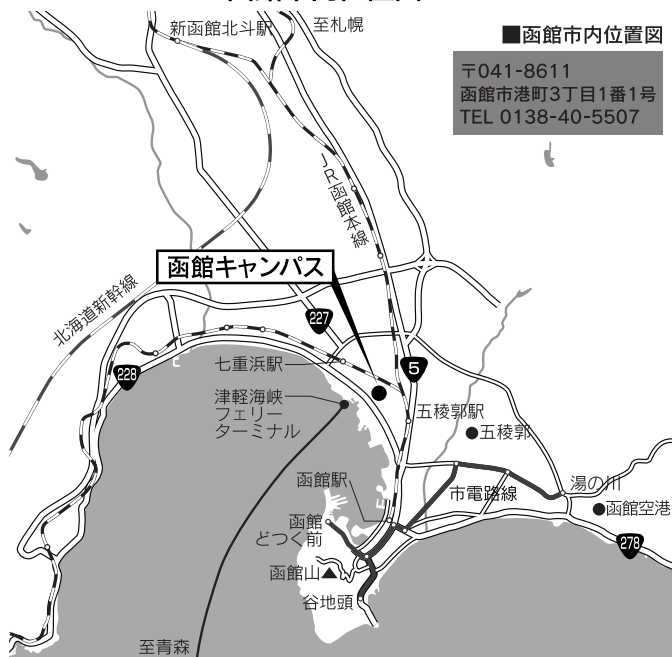 新函館北斗駅
至札幌
■函館市内位置図
〒041-8611
函館市港町3丁目1番1号
TEL 0138-40-5507
JR函館本線
函館キャンパス
北海道新幹線
227
228
5
七重浜駅
津軽海峡
フェリー
ターミナル
五稜郭駅
五稜郭
函館駅
市電路線
湯の川
函館空港
函館
どつく前
278
函館山
谷地頭
至青森